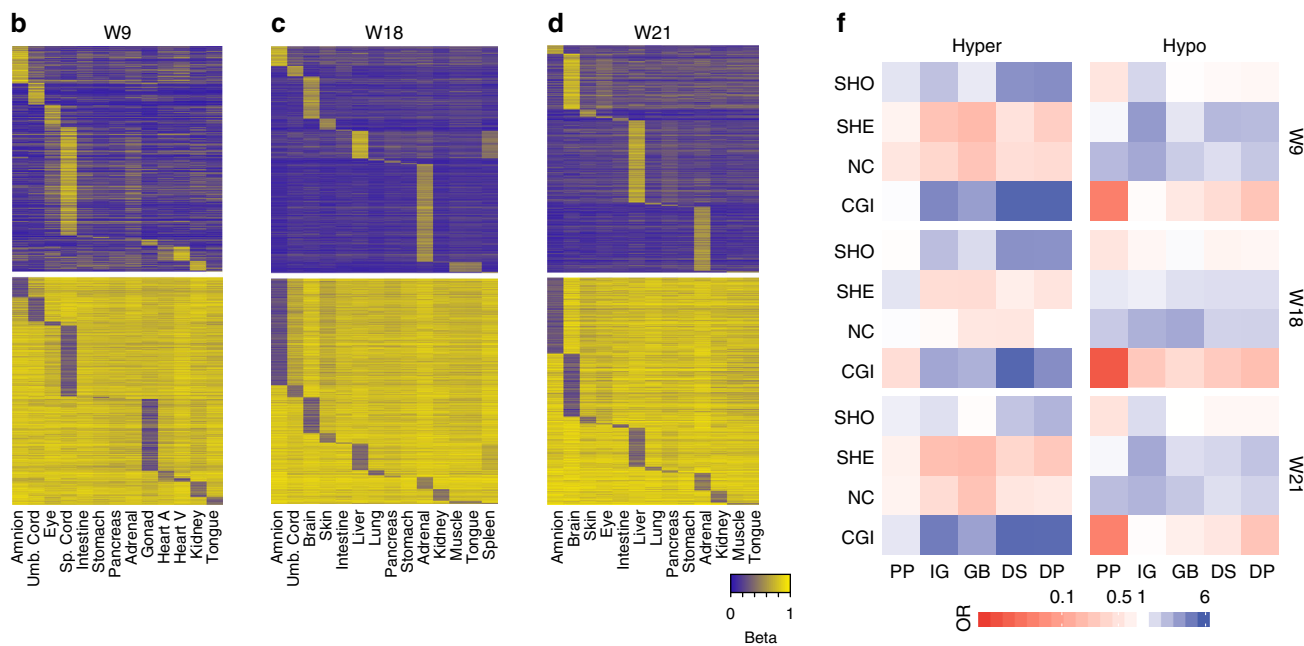 b
W9
c
W18
d
W21
f
Hyper
Hypo
SHO
SHE
NC
CGI
W9
SHO
SHE
NC
CGI
W18
SHO
SHE
NC
CGI
W21
PP IG GB DS DP
PP IG GB DS DP
OR
0.1 0.5 1 6
Amnion
Umb. Cord
Eye
Sp. Cord
Intestine
Stomach
Pancreas
Adrenal
Gonad
Heart A
Heart V
Kidney
Tongue
Amnion
Umb. Cord
Brain
Skin
Intestine
Liver
Lung
Pancreas
Stomach
Adrenal
Kidney
Muscle
Tongue
Spleen
Amnion
Brain
Skin
Eye
Intestine
Liver
Lung
Pancreas
Stomach
Adrenal
Kidney
Muscle
Tongue
0 1
Beta